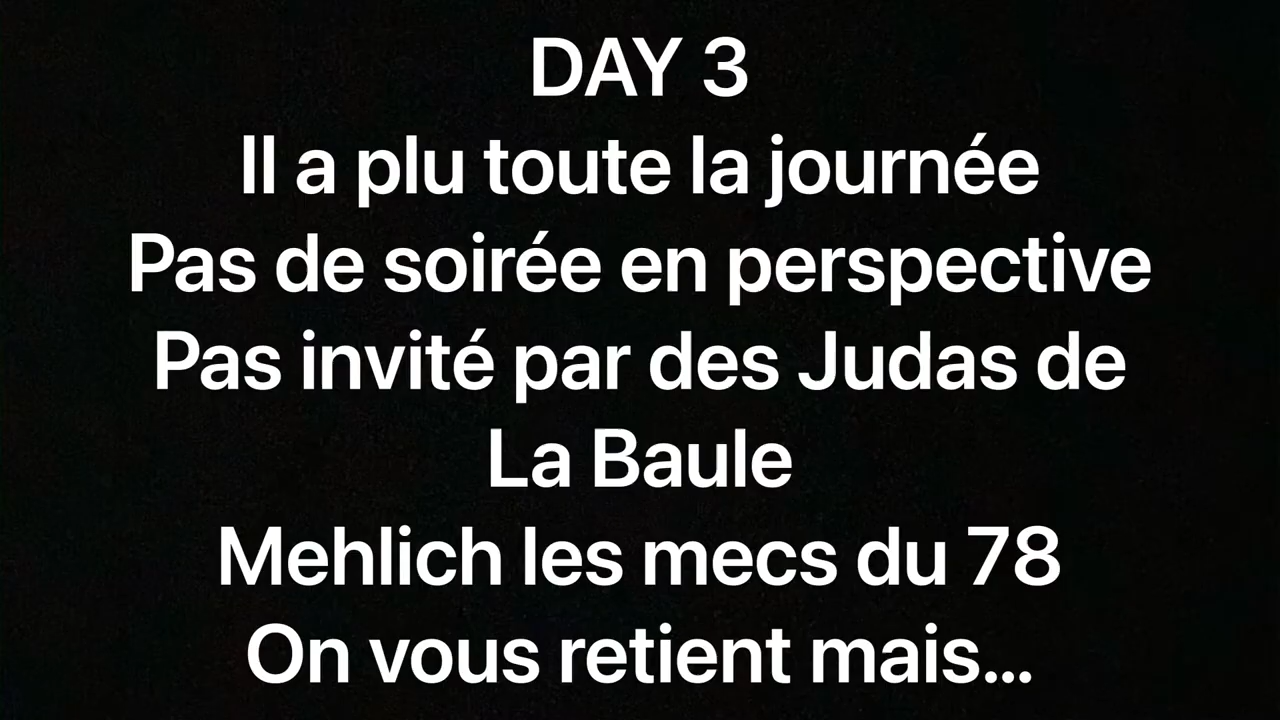 DAY 3
Il a plu toute la journée
Pas de soirée en perspective
Pas invité par des Judas de
La Baule
Mehlich les mecs du 78
On vous retient mais...